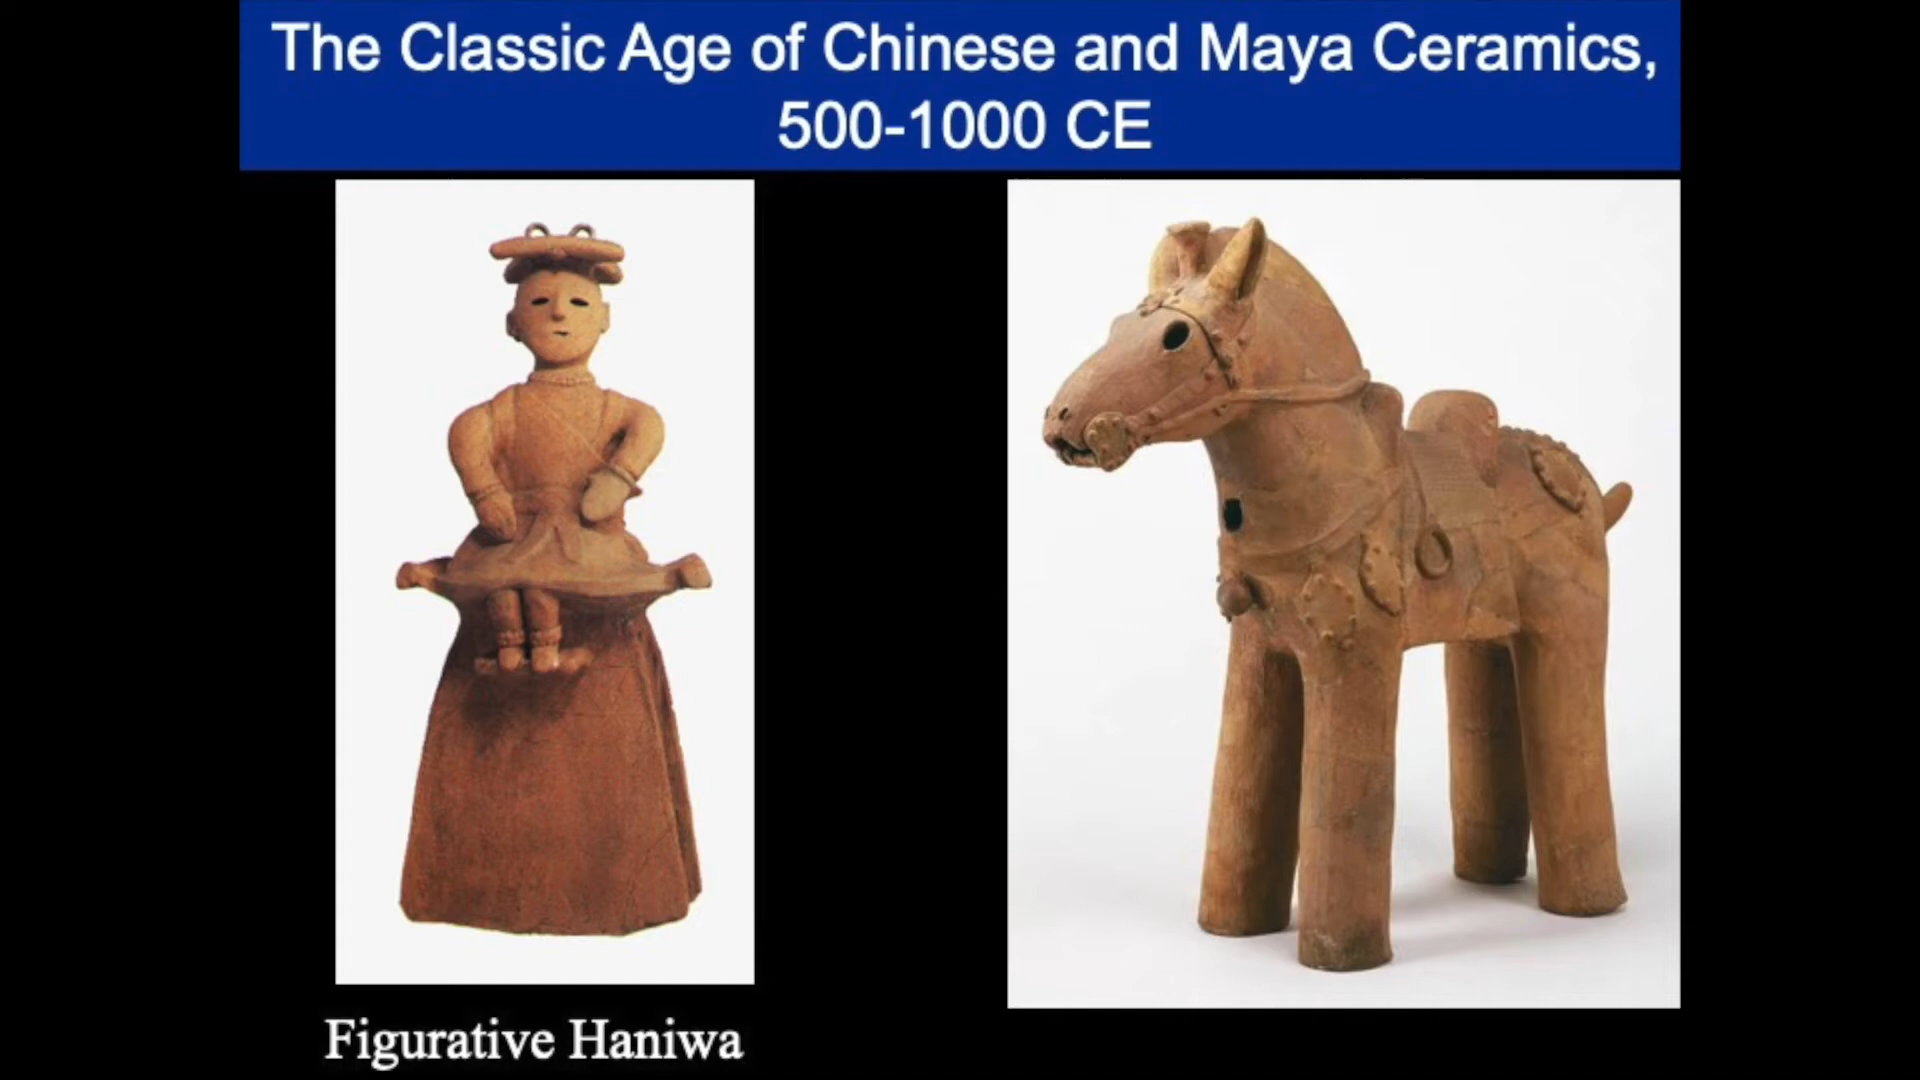 The Classic Age of Chinese and Maya Ceramics,
500-1000 CE
Figurative Haniwa